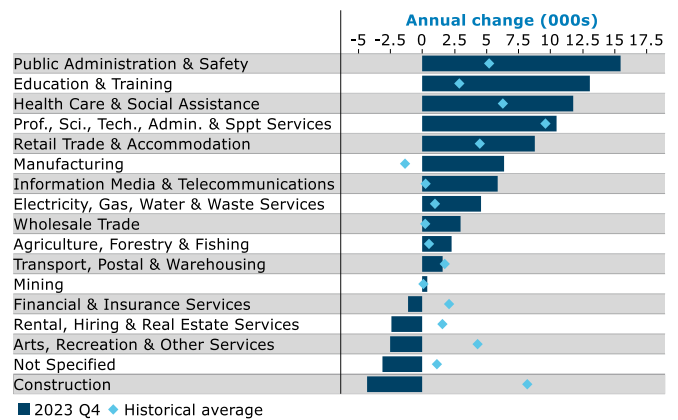 Annual change (000s)
-5 -2.5 0 2.5 5 7.5 10 12.5 15 17.5
Public Administration & Safety
Education & Training
Health Care & Social Assistance
Prof., Sci., Tech., Admin. & Sppt Services
Retail Trade & Accommodation
Manufacturing
Information Media & Telecommunications
Electricity, Gas, Water & Waste Services
Wholesale Trade
Agriculture, Forestry & Fishing
Transport, Postal & Warehousing
Mining
Financial & Insurance Services
Rental, Hiring & Real Estate Services
Arts, Recreation & Other Services
Not Specified
Construction
2023 Q4 Historical average